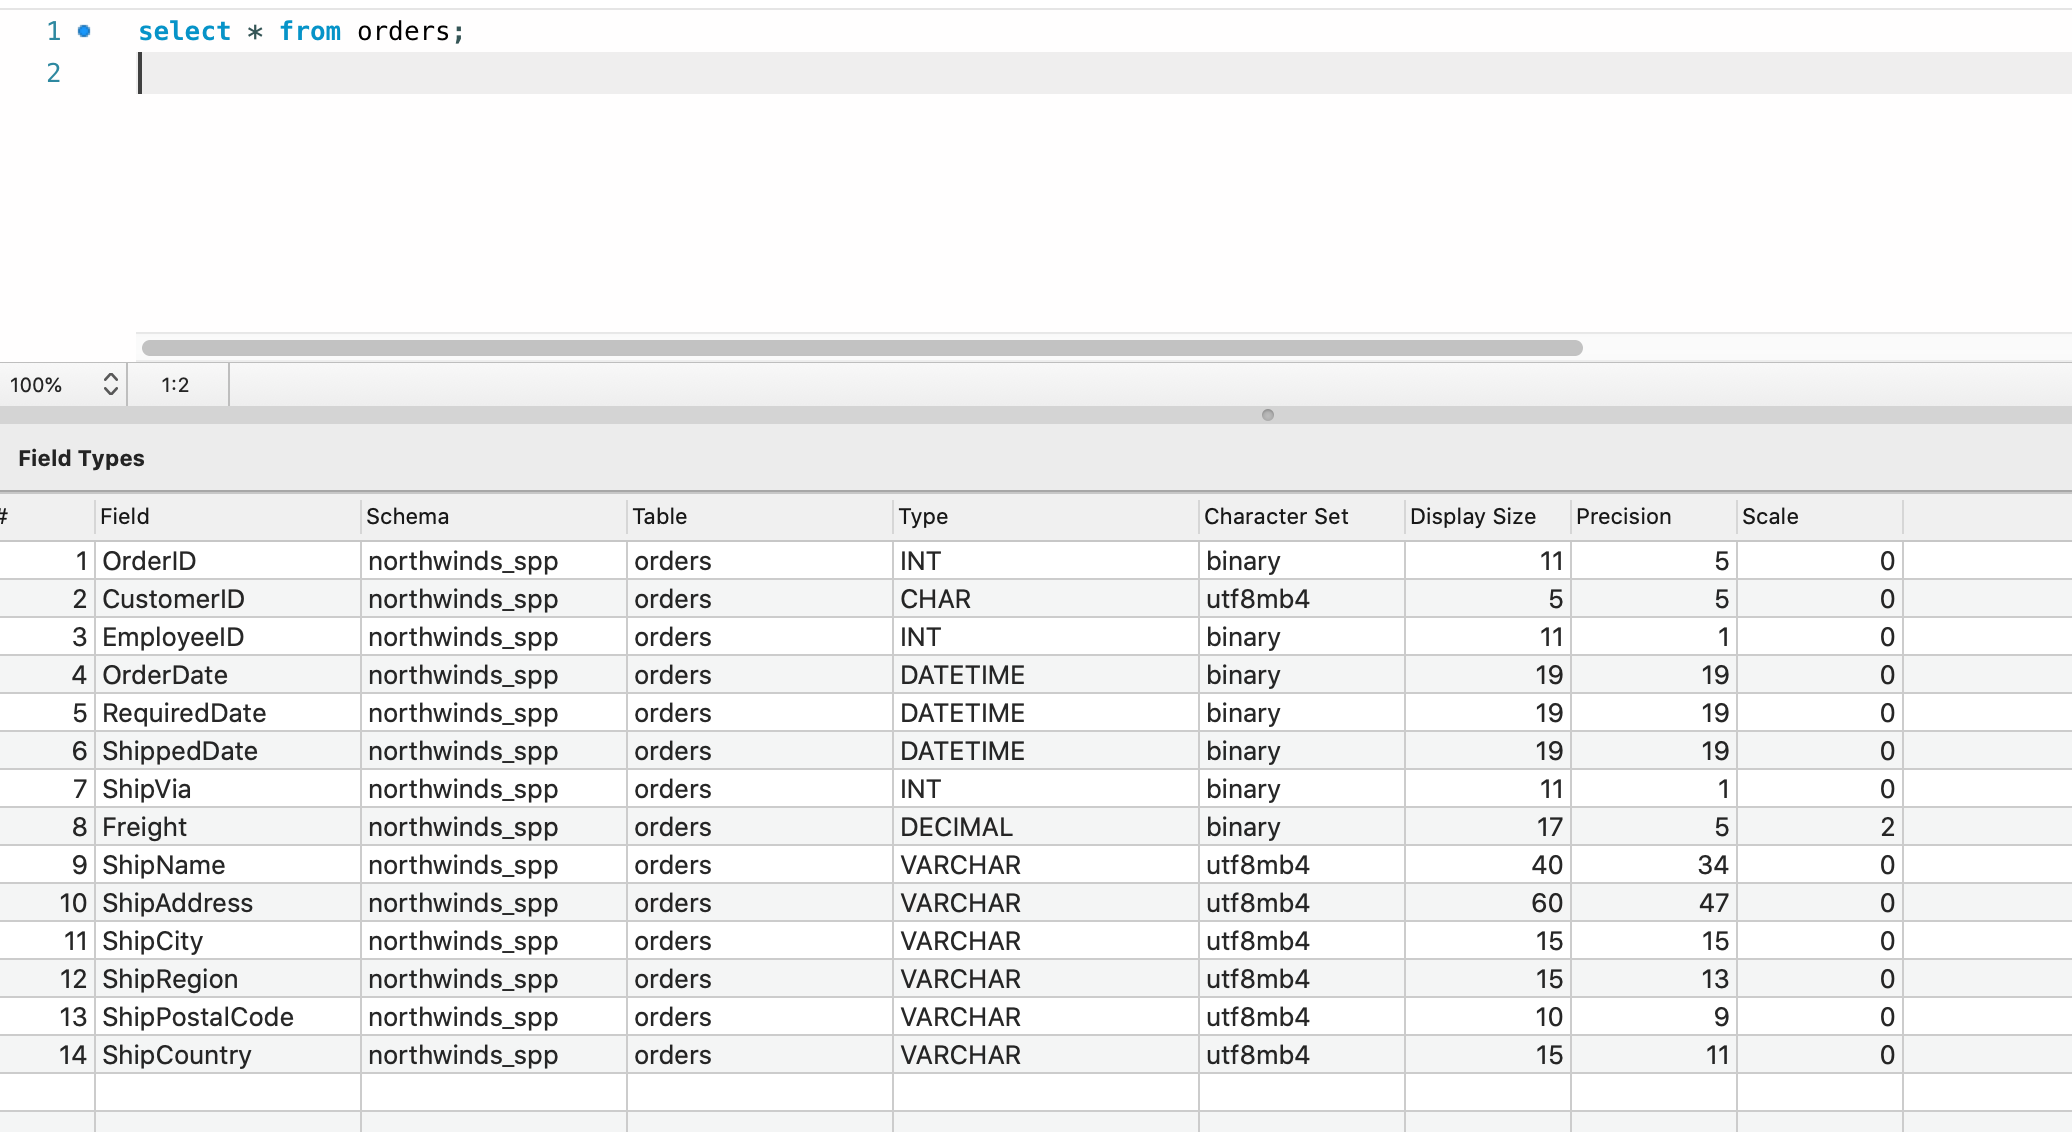 1 select * from orders;
2
100% 1:2
Field Types
# Field Schema Table Type Character Set Display Size Precision Scale
1 OrderID northwinds_spp orders INT binary 11 5 0
2 CustomerID northwinds_spp orders CHAR utf8mb4 5 5 0
3 EmployeeID northwinds_spp orders INT binary 11 1 0
4 OrderDate northwinds_spp orders DATETIME binary 19 19 0
5 RequiredDate northwinds_spp orders DATETIME binary 19 19 0
6 ShippedDate northwinds_spp orders DATETIME binary 19 19 0
7 ShipVia northwinds_spp orders INT binary 11 1 0
8 Freight northwinds_spp orders DECIMAL binary 17 5 2
9 ShipName northwinds_spp orders VARCHAR utf8mb4 40 34 0
10 ShipAddress northwinds_spp orders VARCHAR utf8mb4 60 47 0
11 ShipCity northwinds_spp orders VARCHAR utf8mb4 15 15 0
12 ShipRegion northwinds_spp orders VARCHAR utf8mb4 15 13 0
13 ShipPostalCode northwinds_spp orders VARCHAR utf8mb4 10 9 0
14 ShipCountry northwinds_spp orders VARCHAR utf8mb4 15 11 0